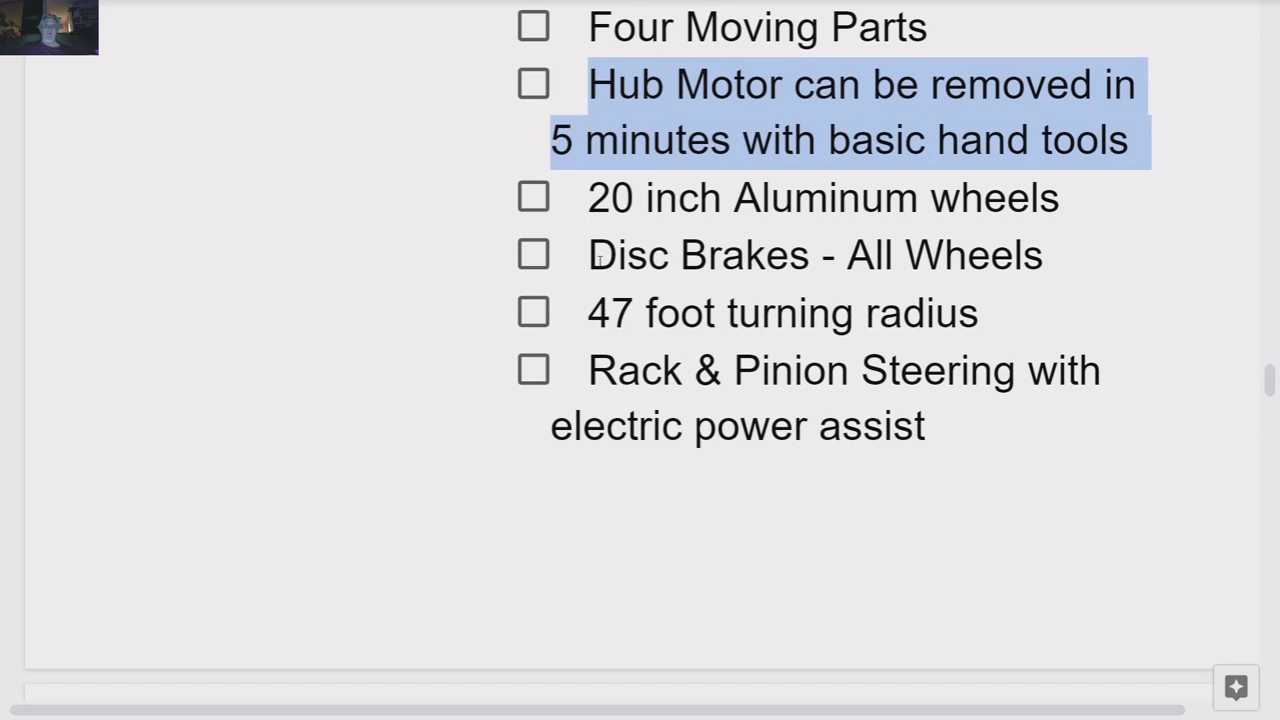 Four Moving Parts
Hub Motor can be removed in
5 minutes with basic hand tools
20 inch Aluminum wheels
Disc Brakes - All Wheels
47 foot turning radius
Rack & Pinion Steering with
electric power assist